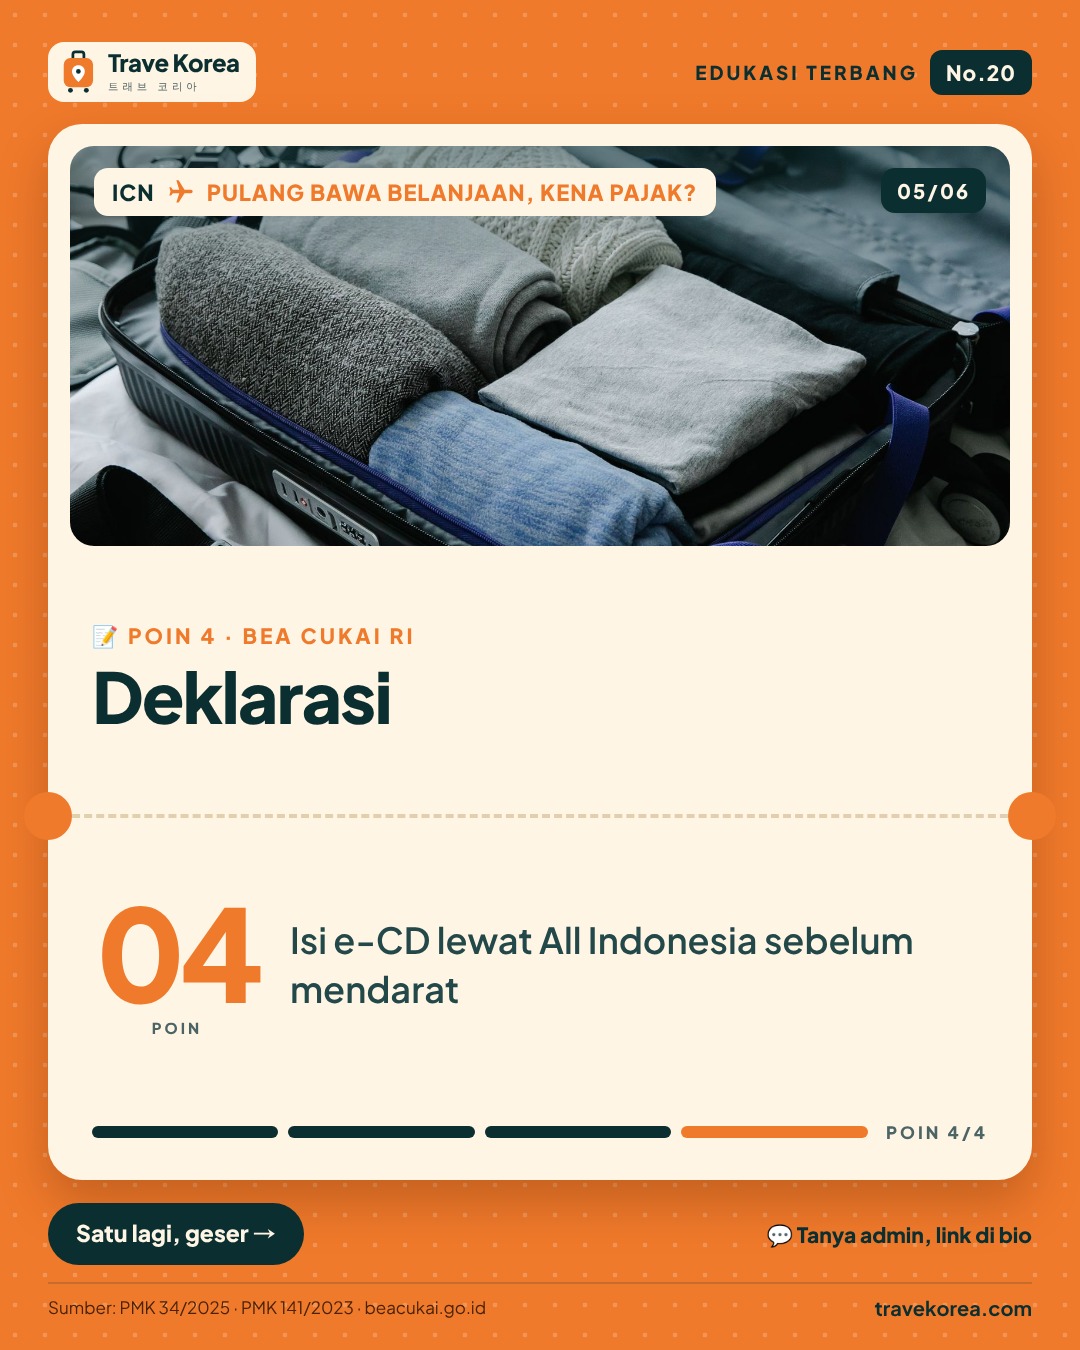 Trave Korea
트래브 코리아
EDUKASI TERBANG
No.20
ICN ✈ PULANG BAWA BELANJAAN, KENA PAJAK?
05/06
📝 POIN 4 · BEA CUKAI RI
Deklarasi
04
POIN
Isi e-CD lewat All Indonesia sebelum
mendarat
POIN 4/4
Satu lagi, geser →
💬 Tanya admin, link di bio
Sumber: PMK 34/2025 · PMK 141/2023 · beacukai.go.id
travekorea.com